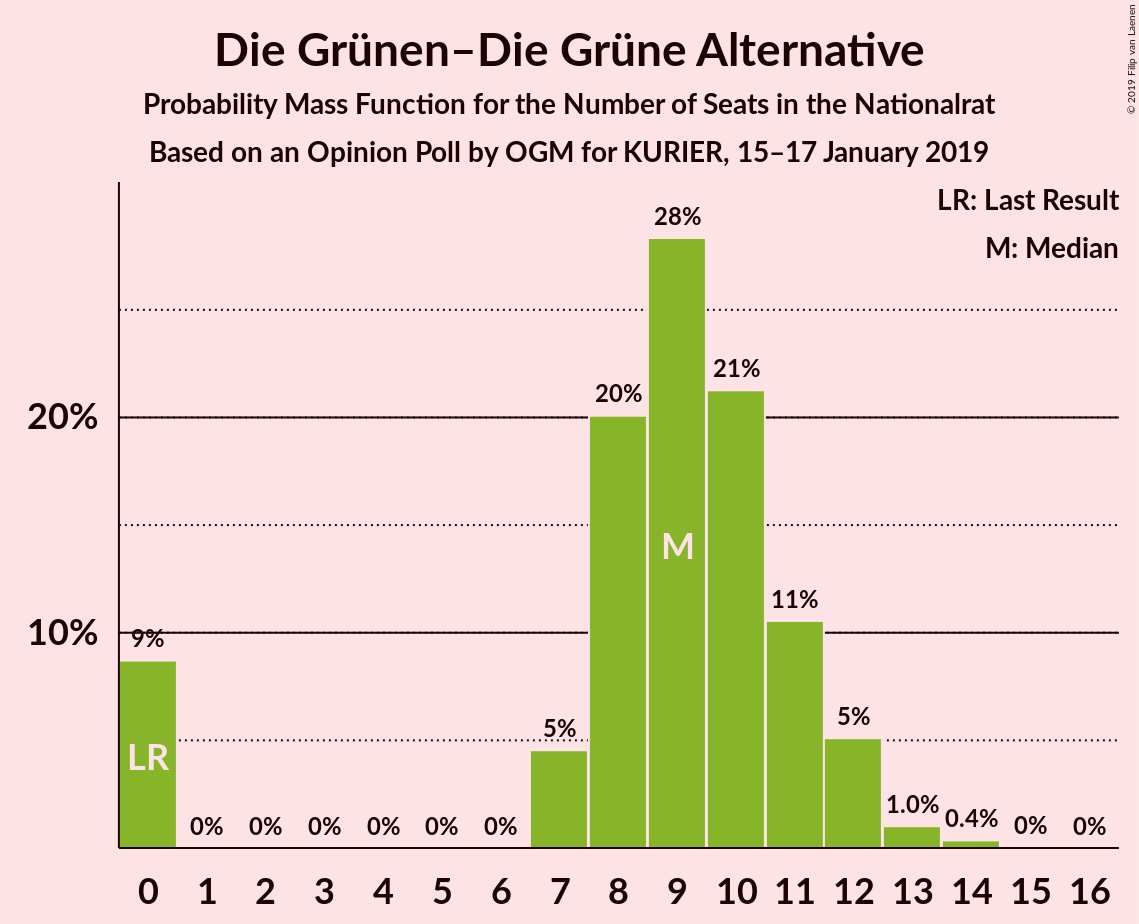 Die Grünen–Die Grüne Alternative
Probability Mass Function for the Number of Seats in the Nationalrat
Based on an Opinion Poll by OGM for KURIER, 15–17 January 2019
© 2019 Filip van Laenen
LR: Last Result
M: Median
28%
21%
20%
20%
M
11%
10%
9%
5%
5%
LR
1.0%
0.4%
0% 0% 0% 0% 0% 0% 0% 0%
0 1 2 3 4 5 6 7 8 9 10 11 12 13 14 15 16